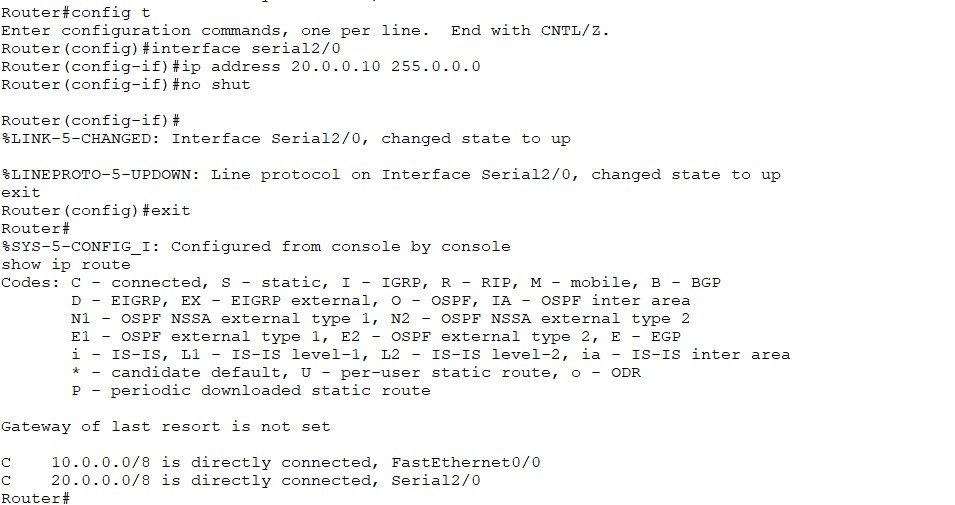 Router#config t
Enter configuration commands, one per line.  End with CNTL/Z.
Router(config)#interface serial2/0
Router(config-if)#ip address 20.0.0.10 255.0.0.0
Router(config-if)#no shut

Router(config-if)#
%LINK-5-CHANGED: Interface Serial2/0, changed state to up

%LINEPROTO-5-UPDOWN: Line protocol on Interface Serial2/0, changed state to up
exit
Router(config)#exit
Router#
%SYS-5-CONFIG_I: Configured from console by console
show ip route
Codes: C - connected, S - static, I - IGRP, R - RIP, M - mobile, B - BGP
       D - EIGRP, EX - EIGRP external, O - OSPF, IA - OSPF inter area
       N1 - OSPF NSSA external type 1, N2 - OSPF NSSA external type 2
       E1 - OSPF external type 1, E2 - OSPF external type 2, E - EGP
       i - IS-IS, L1 - IS-IS level-1, L2 - IS-IS level-2, ia - IS-IS inter area
       * - candidate default, U - per-user static route, o - ODR
       P - periodic downloaded static route

Gateway of last resort is not set

C    10.0.0.0/8 is directly connected, FastEthernet0/0
C    20.0.0.0/8 is directly connected, Serial2/0
Router#